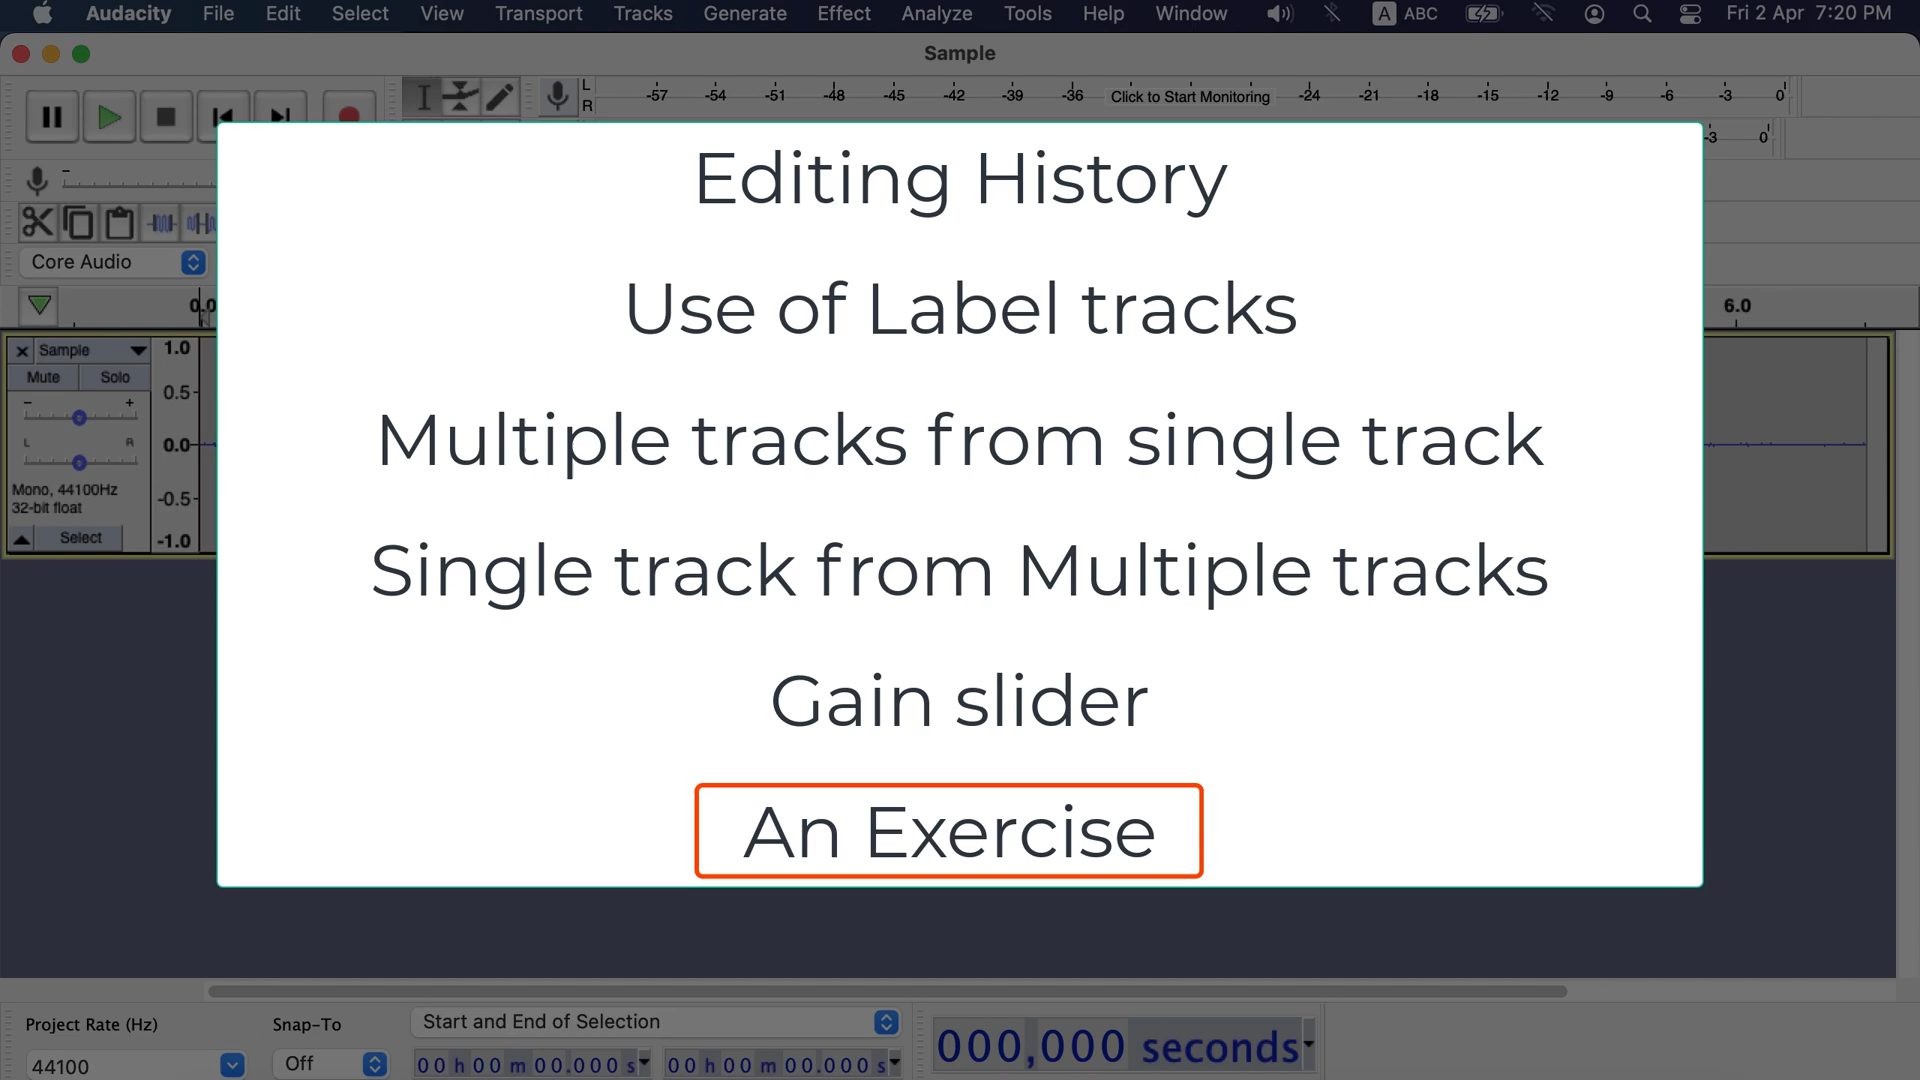 Audacity File Edit Select View Transport Tracks Generate Effect Analyze Tools Help Window A ABC Fri 2 Apr 7:20 PM
Sample
L
R
-57 -54 -51 -48 -45 -42 -39 -36 Click to Start Monitoring -24 -21 -18 -15 -12 -9 -6 -3 0
-3 0
Core Audio
0.0 6.0
Sample
Mute Solo
- +
L R
Mono, 44100Hz
32-bit float
Select
1.0
0.5
0.0
-0.5
-1.0
Editing History
Use of Label tracks
Multiple tracks from single track
Single track from Multiple tracks
Gain slider
An Exercise
Project Rate (Hz) Snap-To Start and End of Selection
44100 Off 00 h 00 m 00.000 s 00 h 00 m 00.000 s 000,000 seconds